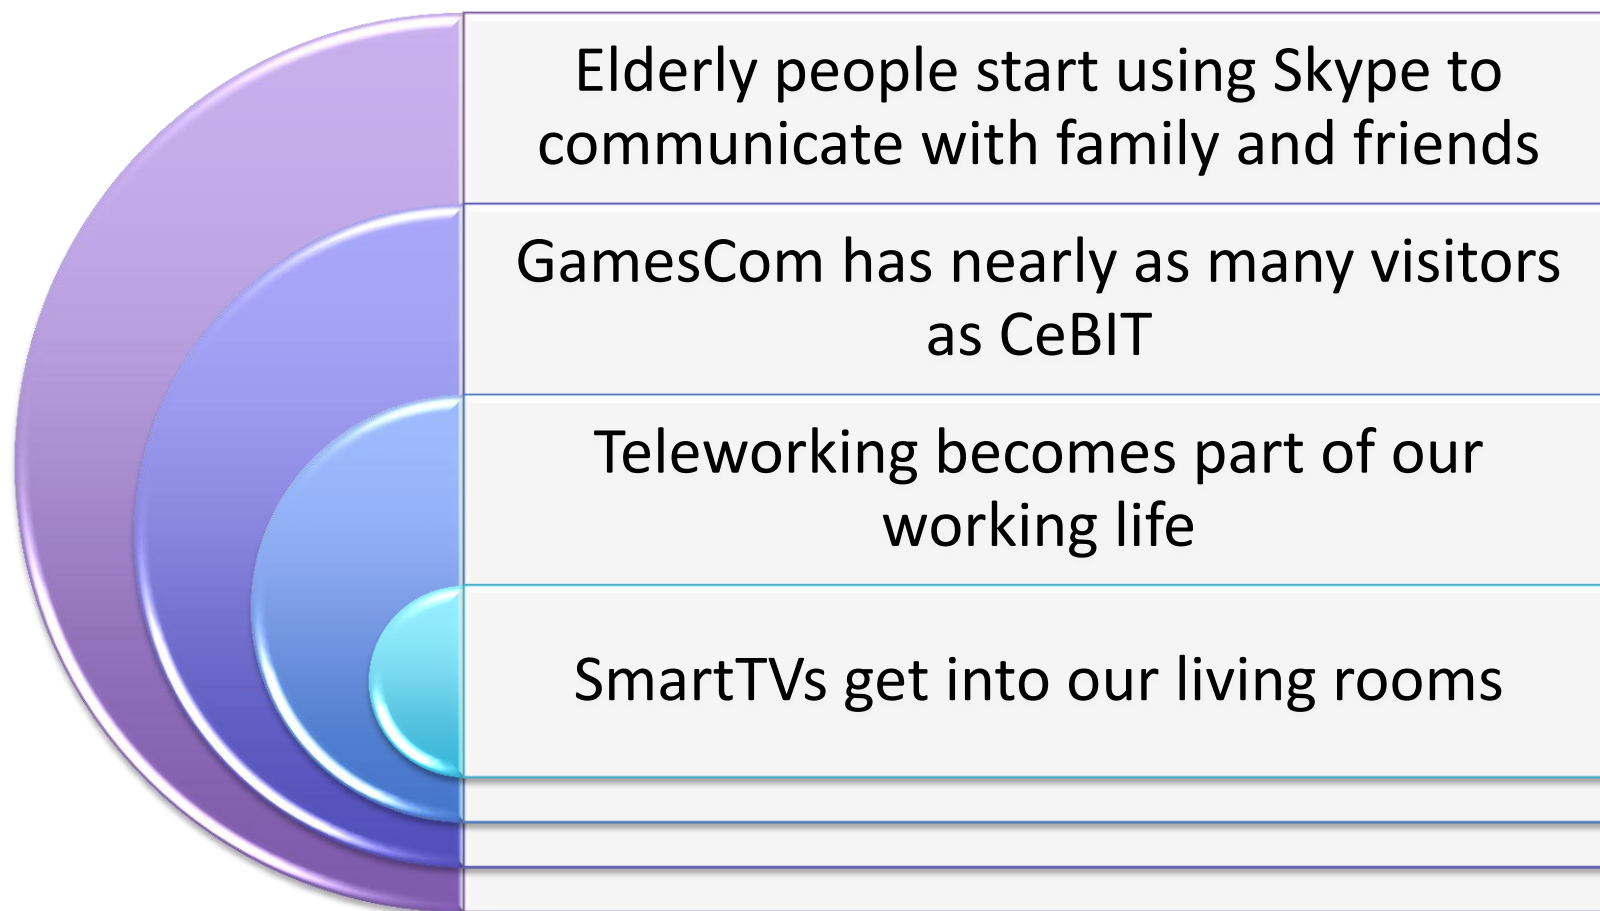 Elderly people start using Skype to
communicate with family and friends
GamesCom has nearly as many visitors
as CeBIT
Teleworking becomes part of our
working life
SmartTVs get into our living rooms